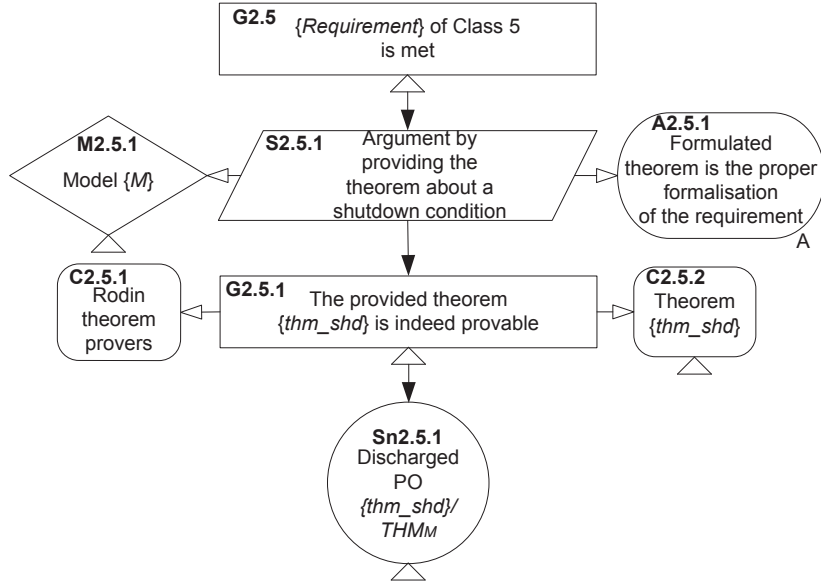 G2.5
{Requirement} of Class 5
is met
M2.5.1
Model {M}
S2.5.1
Argument by
providing the
theorem about a
shutdown condition
A2.5.1
Formulated
theorem is the proper
formalisation
of the requirement
A
C2.5.1
Rodin
theorem
provers
G2.5.1
The provided theorem
{thm_shd} is indeed provable
C2.5.2
Theorem
{thm_shd}
Sn2.5.1
Discharged
PO
{thm_shd}/
THMM